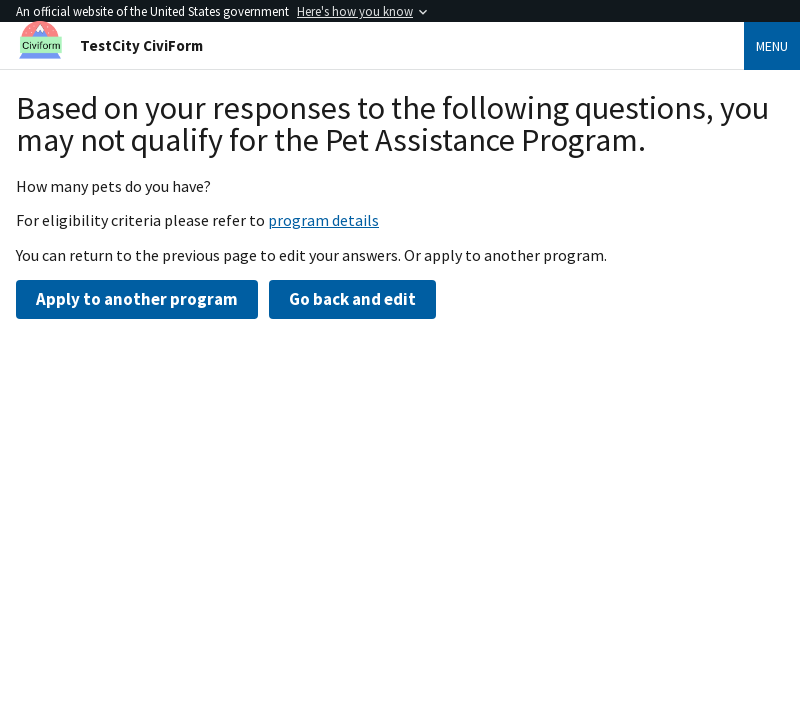 An official website of the United States government Here's how you know
Civiform
TestCity CiviForm
MENU
Based on your responses to the following questions, you
may not qualify for the Pet Assistance Program.
How many pets do you have?
For eligibility criteria please refer to program details
You can return to the previous page to edit your answers. Or apply to another program.
Apply to another program
Go back and edit